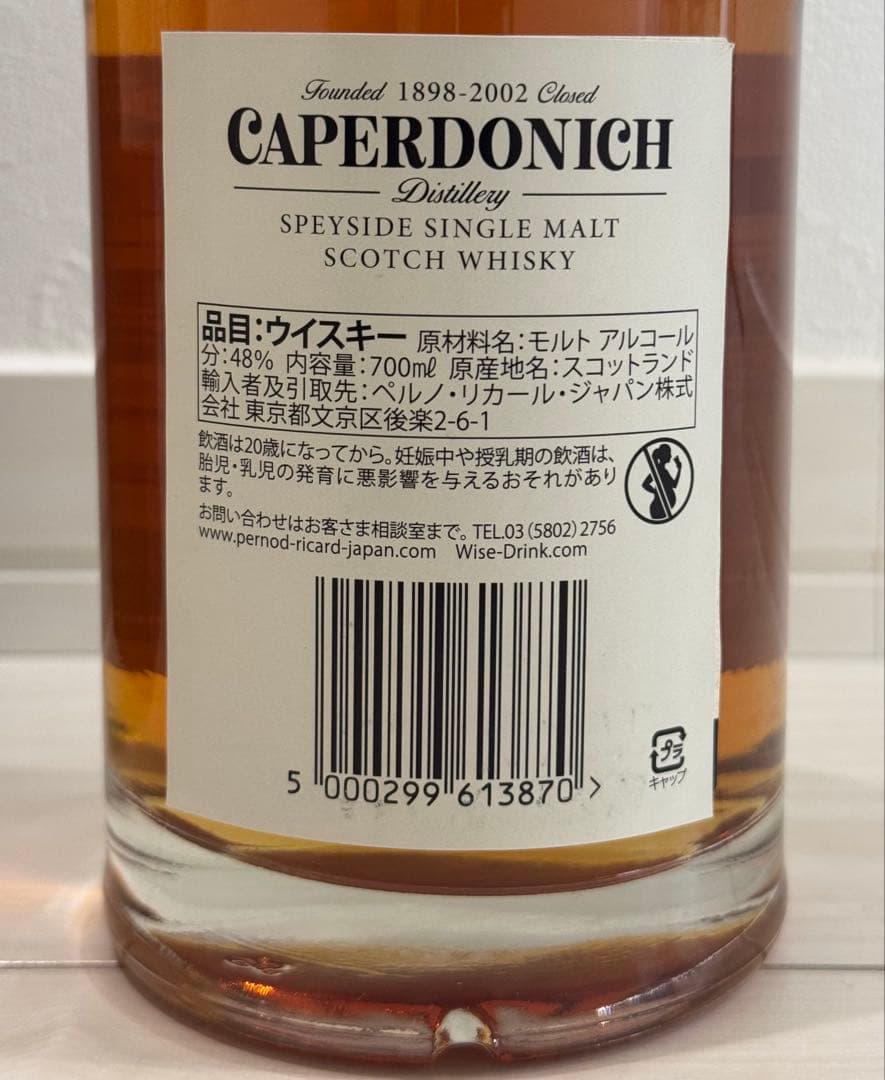 Founded 1898-2002 Closed
CAPERDONICH
Distillery
SPEYSIDE SINGLE MALT
SCOTCH WHISKY
品目:ウイスキー 原材料名:モルト アルコール
分:48% 内容量:700㎖ 原産地名:スコットランド
輸入者及引取先:ペルノ・リカール・ジャパン株式
会社 東京都文京区後楽2-6-1
飲酒は20歳になってから。妊娠中や授乳期の飲酒は、
胎児・乳児の発育に悪影響を与えるおそれがあり
ます。
お問い合わせはお客さま相談室まで。TEL.03(5802)2756
www.pernod-ricard-japan.com Wise-Drink.com
5 000299 613870 >
プラ
キャップ